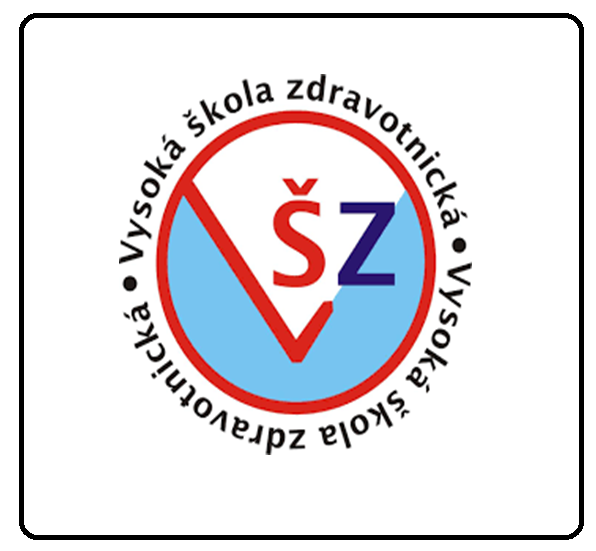 Vysoká škola zdravotnická • Vysoká škola zdravotnická •
VŠZ